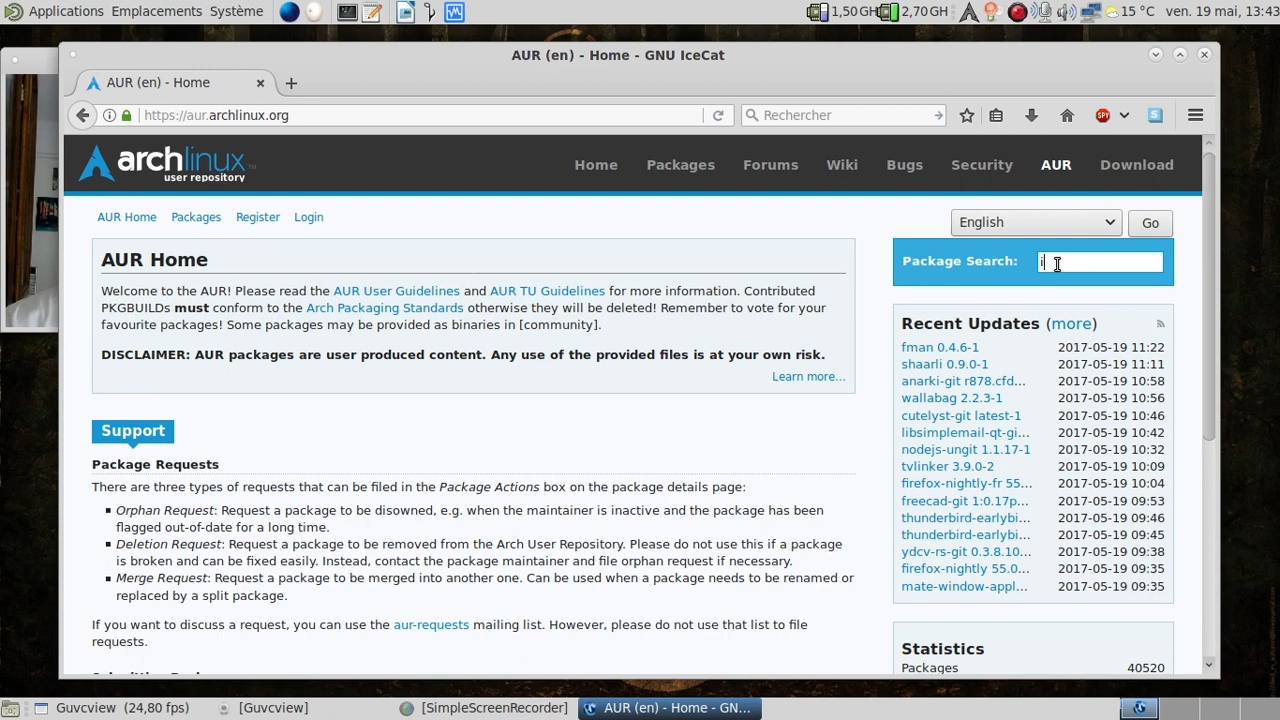 Applications Emplacements Système
1,50 GH 2,70 GH 15 °C ven. 19 mai, 13:43
AUR (en) - Home - GNU IceCat
AUR (en) - Home
https://aur.archlinux.org
Rechercher
archlinux
user repository
Home Packages Forums Wiki Bugs Security AUR Download
AUR Home Packages Register Login
English Go
Package Search: i
AUR Home
Welcome to the AUR! Please read the AUR User Guidelines and AUR TU Guidelines for more information. Contributed
PKGBUILDs must conform to the Arch Packaging Standards otherwise they will be deleted! Remember to vote for your
favourite packages! Some packages may be provided as binaries in [community].
DISCLAIMER: AUR packages are user produced content. Any use of the provided files is at your own risk.
Learn more...
Support
Package Requests
There are three types of requests that can be filed in the Package Actions box on the package details page:
Orphan Request: Request a package to be disowned, e.g. when the maintainer is inactive and the package has been
flagged out-of-date for a long time.
Deletion Request: Request a package to be removed from the Arch User Repository. Please do not use this if a package
is broken and can be fixed easily. Instead, contact the package maintainer and file orphan request if necessary.
Merge Request: Request a package to be merged into another one. Can be used when a package needs to be renamed or
replaced by a split package.
If you want to discuss a request, you can use the aur-requests mailing list. However, please do not use that list to file
requests.
Recent Updates (more)
fman 0.4.6-1 2017-05-19 11:22
shaarli 0.9.0-1 2017-05-19 11:11
anarki-git r878.cfd... 2017-05-19 10:58
wallabag 2.2.3-1 2017-05-19 10:56
cutelyst-git latest-1 2017-05-19 10:46
libsimplemail-qt-gi... 2017-05-19 10:42
nodejs-ungit 1.1.17-1 2017-05-19 10:32
tvlinker 3.9.0-2 2017-05-19 10:09
firefox-nightly-fr 55... 2017-05-19 10:04
freecad-git 1:0.17p... 2017-05-19 09:53
thunderbird-earlybi... 2017-05-19 09:46
thunderbird-earlybi... 2017-05-19 09:45
ydcv-rs-git 0.3.8.10... 2017-05-19 09:38
firefox-nightly 55.0... 2017-05-19 09:35
mate-window-appl... 2017-05-19 09:35
Statistics
Packages 40520
Guvcview (24,80 fps) [Guvcview] [SimpleScreenRecorder] AUR (en) - Home - GN...